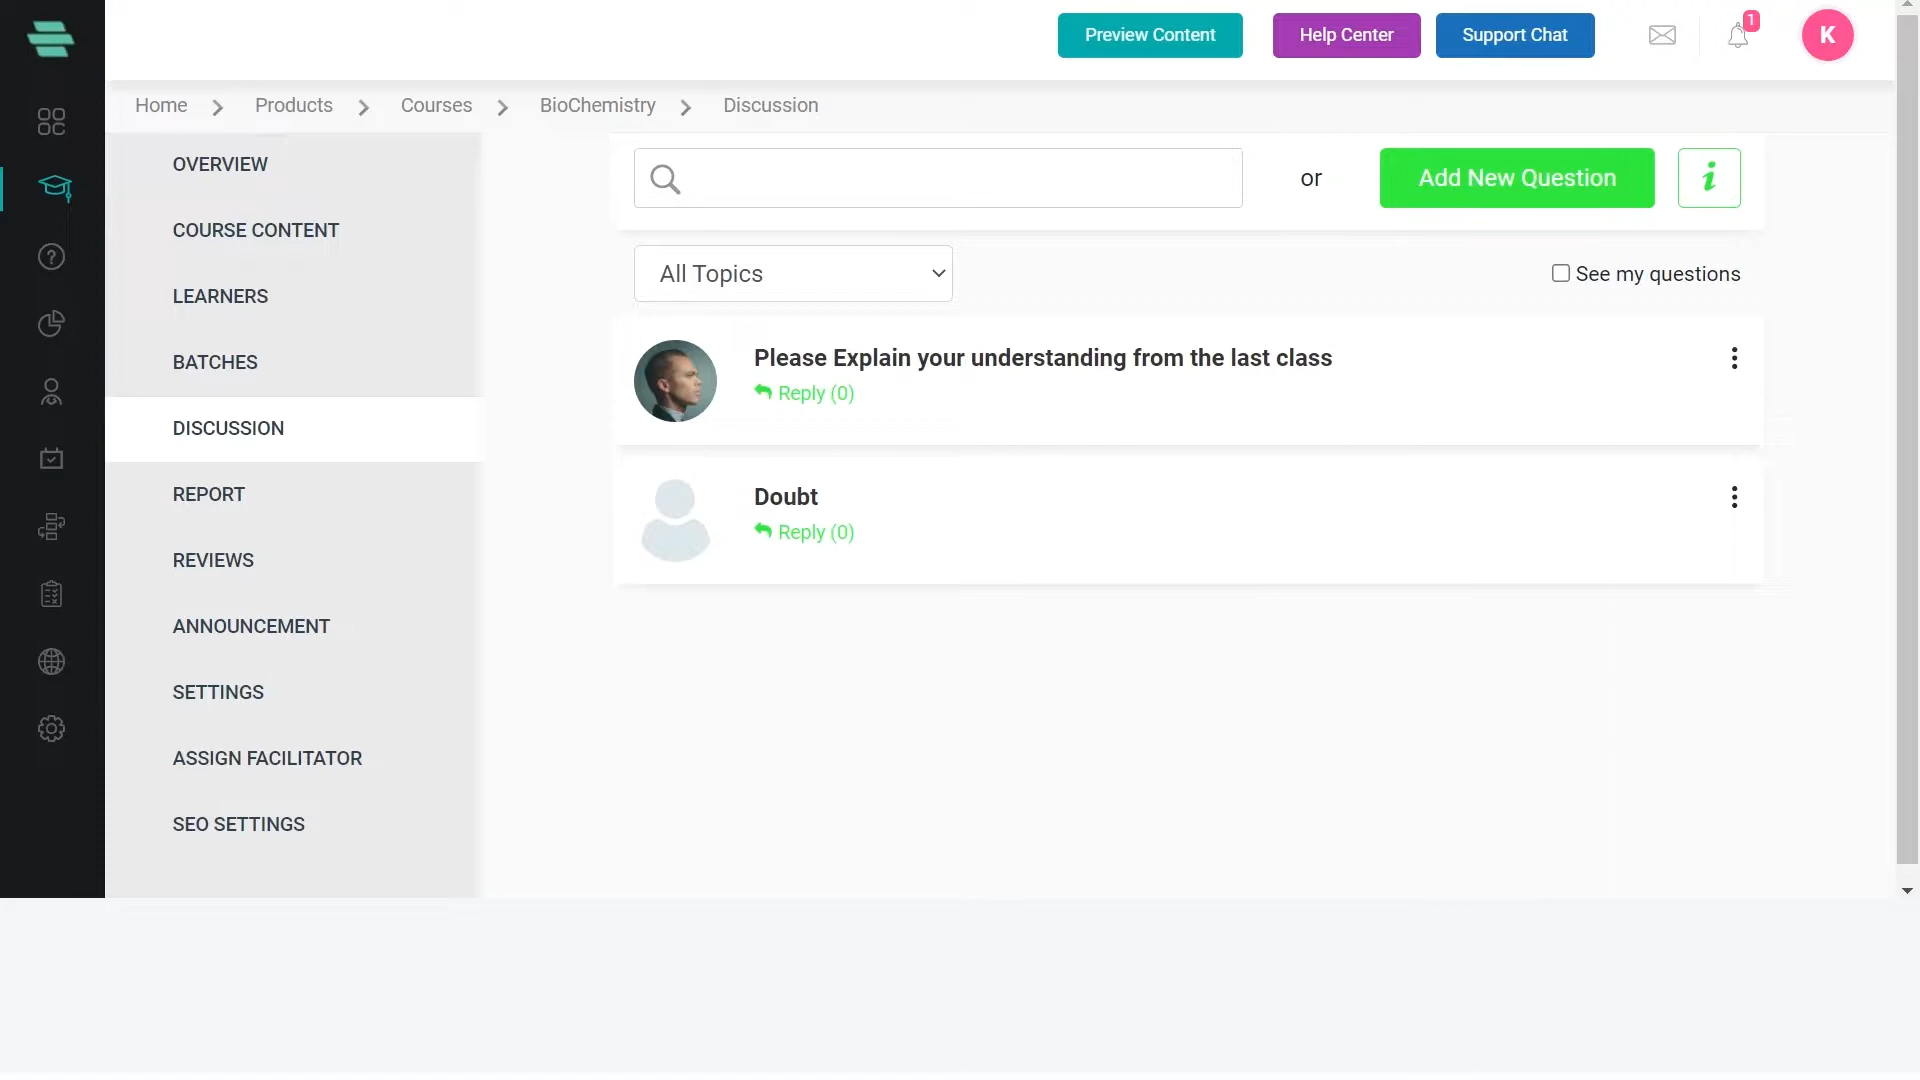 Preview Content Help Center Support Chat 1 K
Home Products Courses BioChemistry Discussion
OVERVIEW
COURSE CONTENT
LEARNERS
BATCHES
DISCUSSION
REPORT
REVIEWS
ANNOUNCEMENT
SETTINGS
ASSIGN FACILITATOR
SEO SETTINGS
or Add New Question i
All Topics See my questions
Please Explain your understanding from the last class
Reply (0)
Doubt
Reply (0)